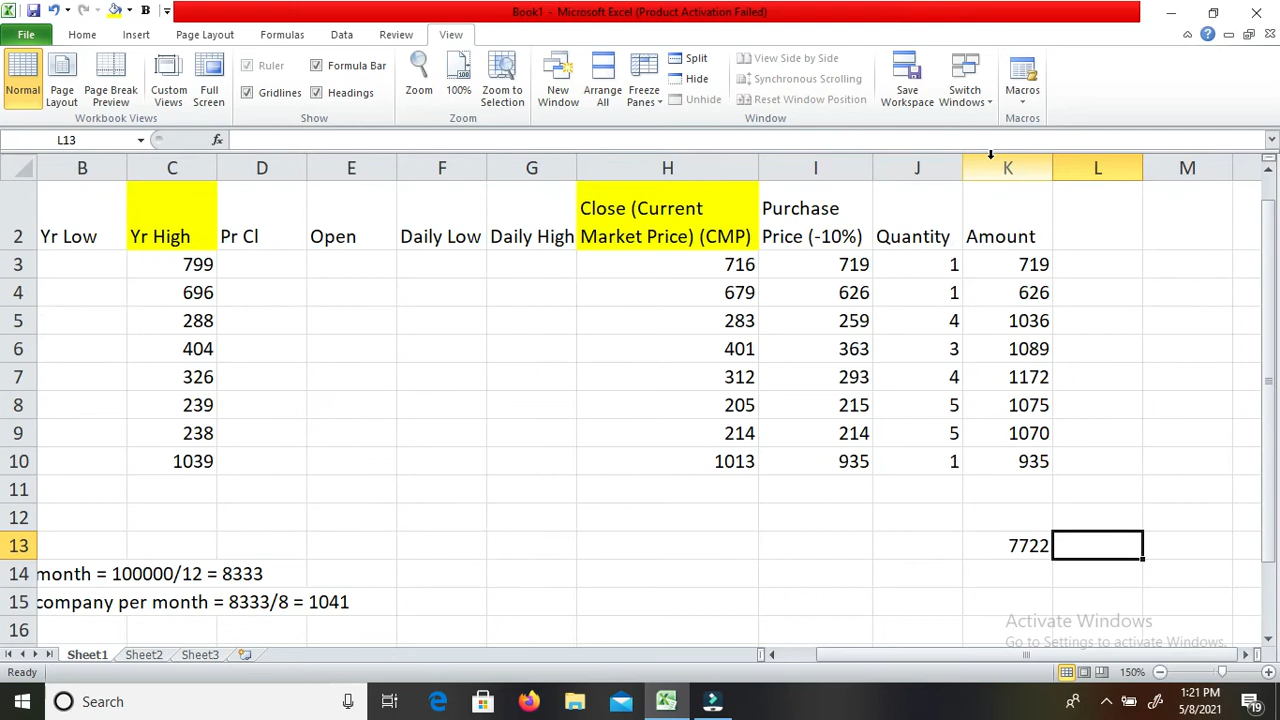 Book1 - Microsoft Excel (Product Activation Failed)
File Home Insert Page Layout Formulas Data Review View
Normal
Page Layout
Page Break Preview
Custom Views
Full Screen
Workbook Views
Ruler
Formula Bar
Gridlines
Headings
Show
Zoom
100%
Zoom to Selection
Zoom
New Window
Arrange All
Freeze Panes
Split
Hide
Unhide
View Side by Side
Synchronous Scrolling
Reset Window Position
Window
Save Workspace
Switch Windows
Macros
Macros
L13 fx
B C D E F G H I J K L M
2 Yr Low Yr High Pr Cl Open Daily Low Daily High Close (Current Market Price) (CMP) Purchase Price (-10%) Quantity Amount
3 799 716 719 1 719
4 696 679 626 1 626
5 288 283 259 4 1036
6 404 401 363 3 1089
7 326 312 293 4 1172
8 239 205 215 5 1075
9 238 214 214 5 1070
10 1039 1013 935 1 935
11
12
13 7722
14 month = 100000/12 = 8333
15 company per month = 8333/8 = 1041
16
Activate Windows
Go to Settings to activate Windows.
Sheet1 Sheet2 Sheet3
Ready 150%
Search
1:21 PM
5/8/2021
19